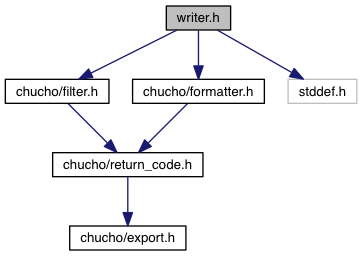 writer.h
chucho/filter.h
chucho/formatter.h
stddef.h
chucho/return_code.h
chucho/export.h